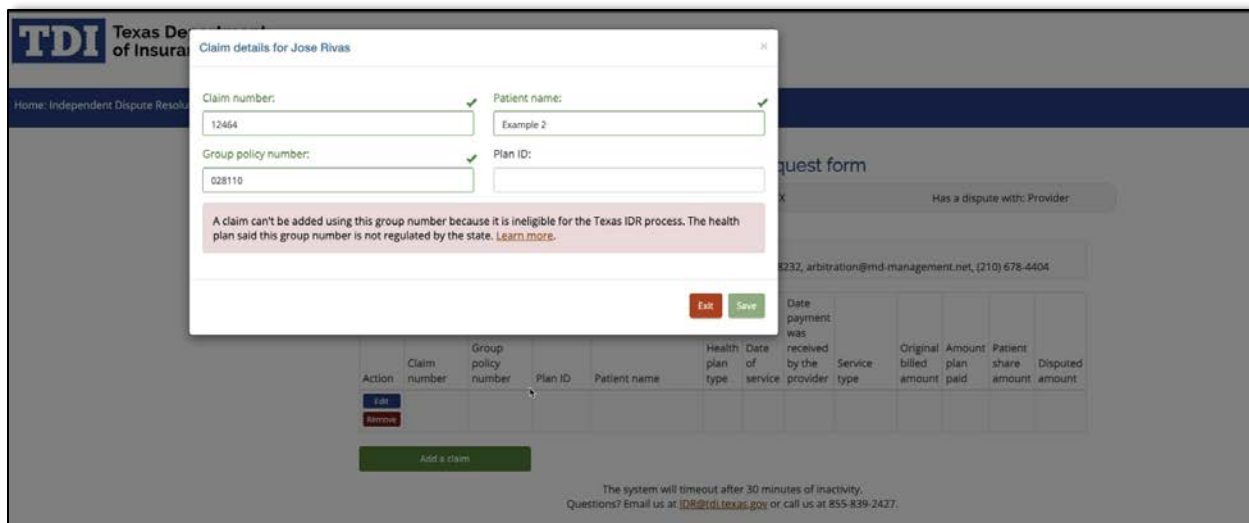 TDI Texas De
of Insura
Claim details for Jose Rivas ×
Home: Independent Dispute Resolu
Claim number: Patient name:
12464 Example 2
Group policy number: Plan ID:
028110
quest form
X Has a dispute with: Provider
A claim can't be added using this group number because it is ineligible for the Texas IDR process. The health
plan said this group number is not regulated by the state. Learn more.
8232, arbitration@md-management.net, (210) 678-4404
Exit Save
Action Claim number Group policy number Plan ID Patient name Health plan type Date of service Date payment was received by the provider Service type Original billed amount Amount plan paid Patient share amount Disputed amount
Edit
Remove
Add a claim
The system will timeout after 30 minutes of inactivity.
Questions? Email us at IDR@tdi.texas.gov or call us at 855-839-2427.